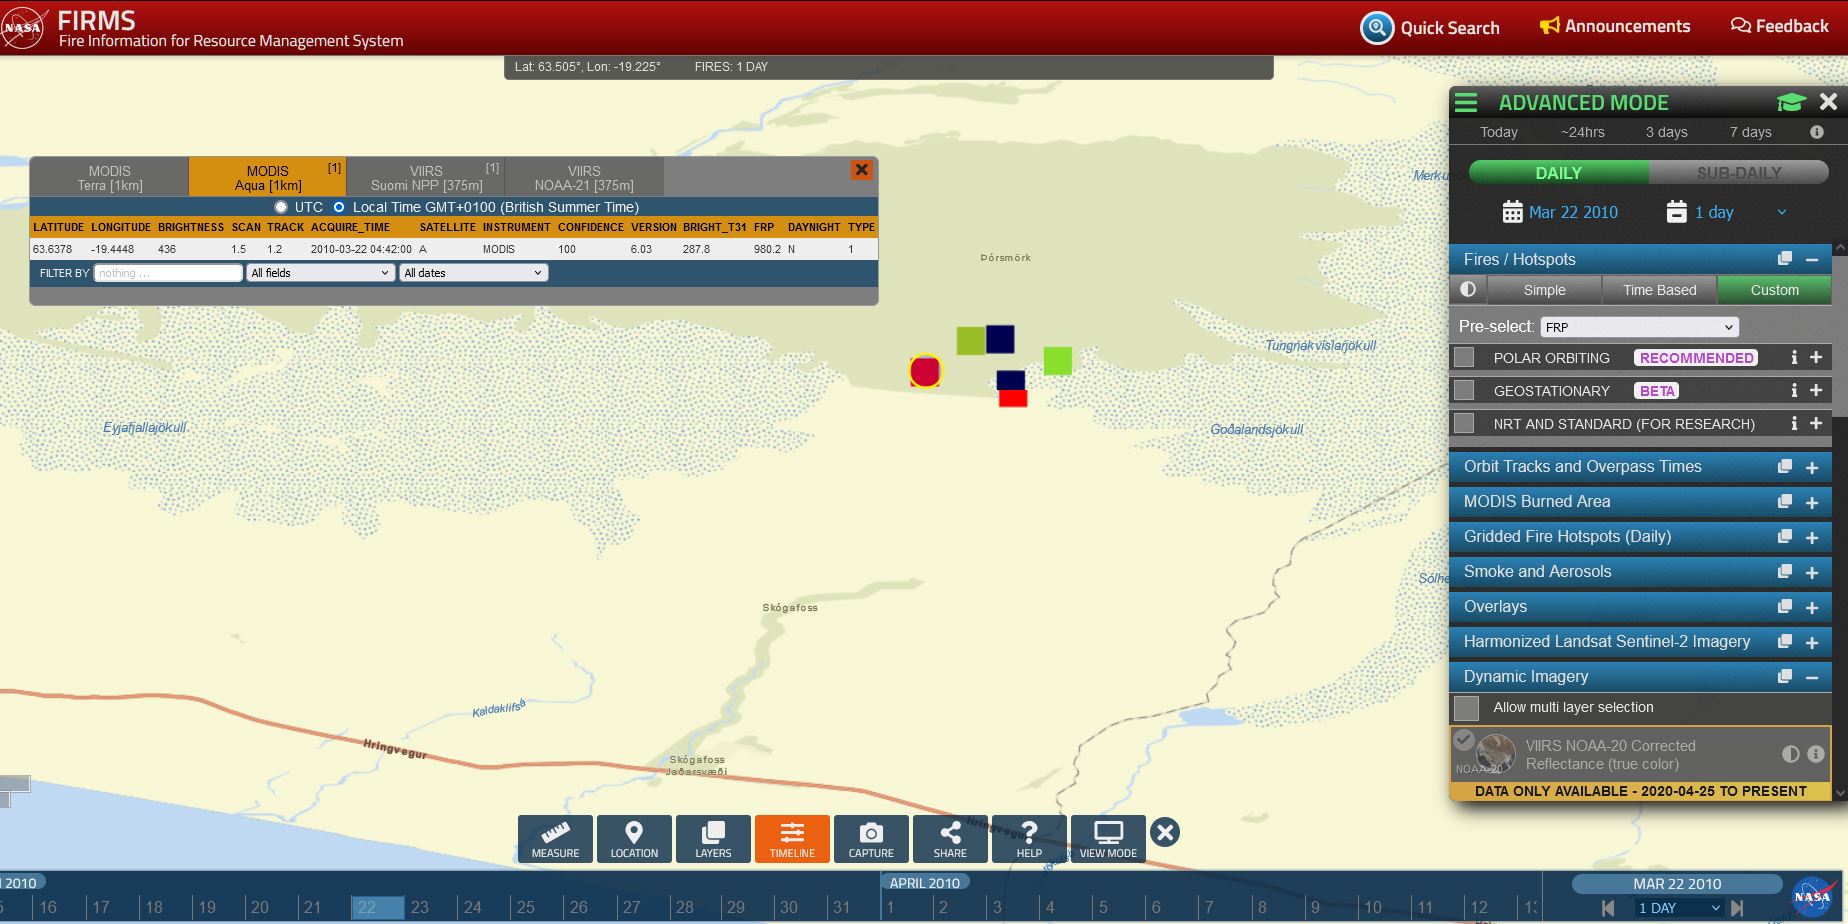 NASA
FIRMS
Fire Information for Resource Management System
Quick Search
Announcements
Feedback
Lat: 63.505°, Lon: -19.225° FIRES: 1 DAY
MODIS
Terra [1km]
MODIS [1]
Aqua [1km]
VIIRS [1]
Suomi NPP [375m]
VIIRS
NOAA-21 [375m]
UTC Local Time GMT+0100 (British Summer Time)
LATITUDE LONGITUDE BRIGHTNESS SCAN TRACK ACQUIRE_TIME SATELLITE INSTRUMENT CONFIDENCE VERSION BRIGHT_T31 FRP DAYNIGHT TYPE
63.6378 -19.4448 436 1.5 1.2 2010-03-22 04:42:00 A MODIS 100 6.03 287.8 980.2 N 1
FILTER BY nothing ... All fields All dates
Þórsmörk
Tungnakvíslarjökull
Eyjafjallajökull
Goðalandsjökull
Skógafoss
Kaldaklifsá
Hringvegur
Skógafoss
Jaðarsvæði
Hringvegur
ADVANCED MODE
Today ~24hrs 3 days 7 days
DAILY SUB-DAILY
Mar 22 2010 1 day
Fires / Hotspots
Simple Time Based Custom
Pre-select: FRP
POLAR ORBITING RECOMMENDED
GEOSTATIONARY BETA
NRT AND STANDARD (FOR RESEARCH)
Orbit Tracks and Overpass Times
MODIS Burned Area
Gridded Fire Hotspots (Daily)
Smoke and Aerosols
Overlays
Harmonized Landsat Sentinel-2 Imagery
Dynamic Imagery
Allow multi layer selection
VIIRS NOAA-20 Corrected
Reflectance (true color)
NOAA-20
DATA ONLY AVAILABLE - 2020-04-25 TO PRESENT
MEASURE LOCATION LAYERS TIMELINE CAPTURE SHARE HELP VIEW MODE
2010 APRIL 2010 MAR 22 2010
16 17 18 19 20 21 22 23 24 25 26 27 28 29 30 31 1 2 3 4 5 6 7 8 9 10 11 12 1 DAY
NASA